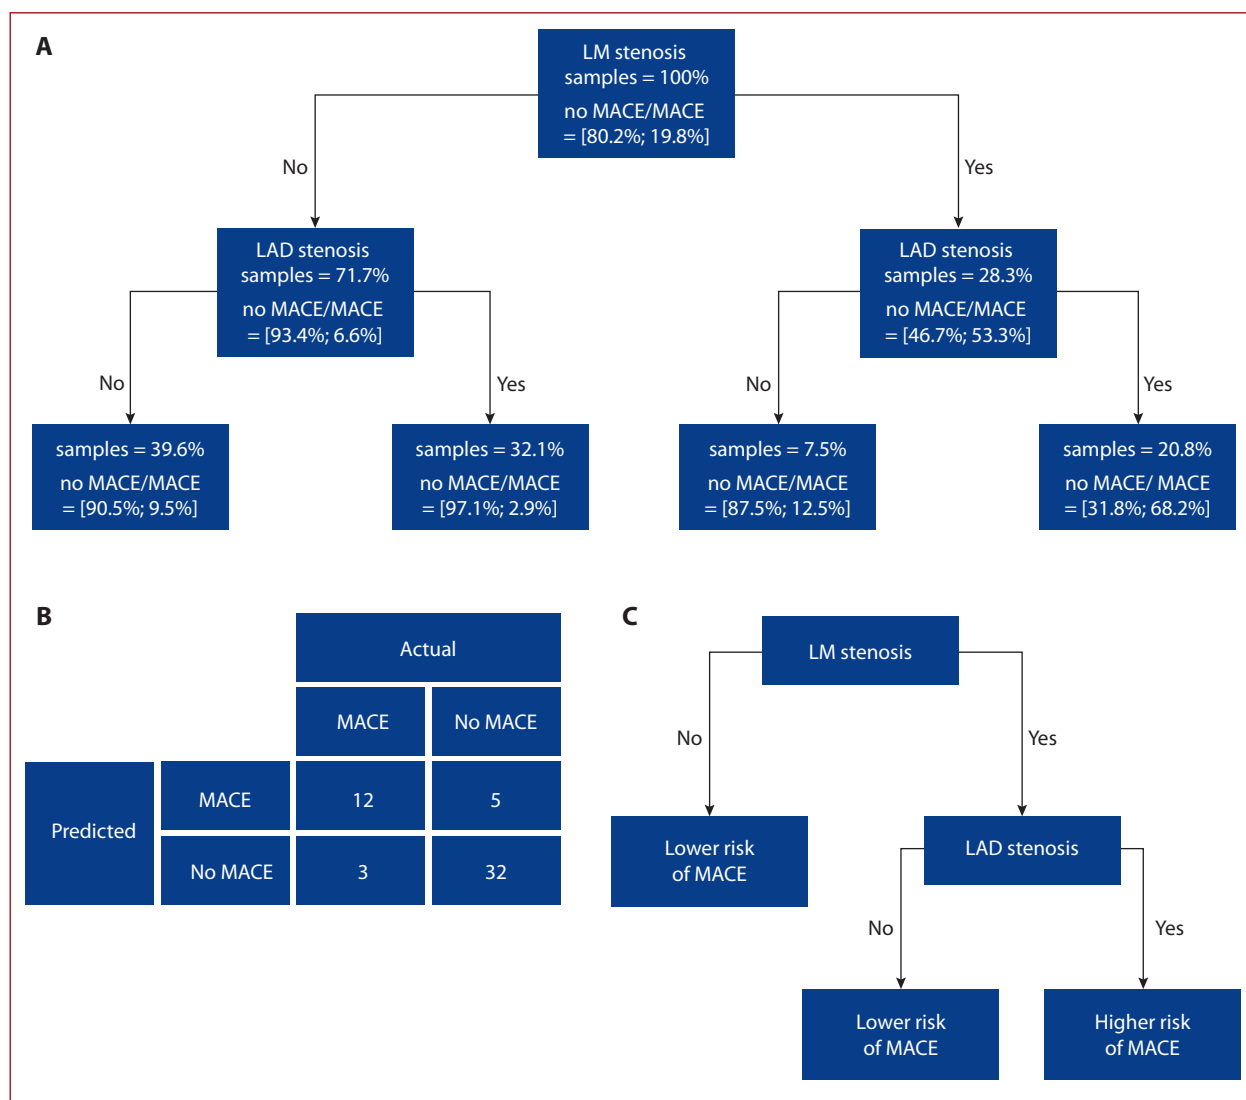 A
LM stenosis
samples = 100%
no MACE/MACE
= [80.2%; 19.8%]
No
Yes
LAD stenosis
samples = 71.7%
no MACE/MACE
= [93.4%; 6.6%]
LAD stenosis
samples = 28.3%
no MACE/MACE
= [46.7%; 53.3%]
No
Yes
No
Yes
samples = 39.6%
no MACE/MACE
= [90.5%; 9.5%]
samples = 32.1%
no MACE/MACE
= [97.1%; 2.9%]
samples = 7.5%
no MACE/MACE
= [87.5%; 12.5%]
samples = 20.8%
no MACE/ MACE
= [31.8%; 68.2%]
B
Actual
MACE
No MACE
Predicted
MACE
12
5
No MACE
3
32
C
LM stenosis
No
Yes
Lower risk
of MACE
LAD stenosis
No
Yes
Lower risk
of MACE
Higher risk
of MACE